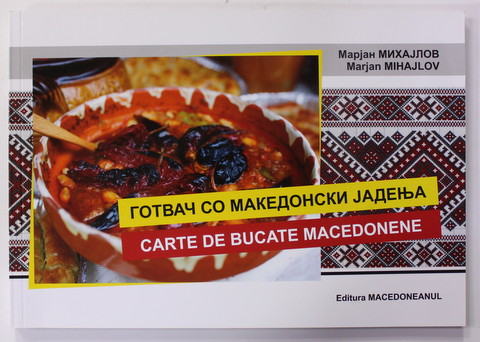 Марјан МИХАЈЛОВ
Marjan MIHAJLOV
ГОТВАЧ СО МАКЕДОНСКИ ЈАДЕЊА
CARTE DE BUCATE MACEDONENE
Editura MACEDONEANUL